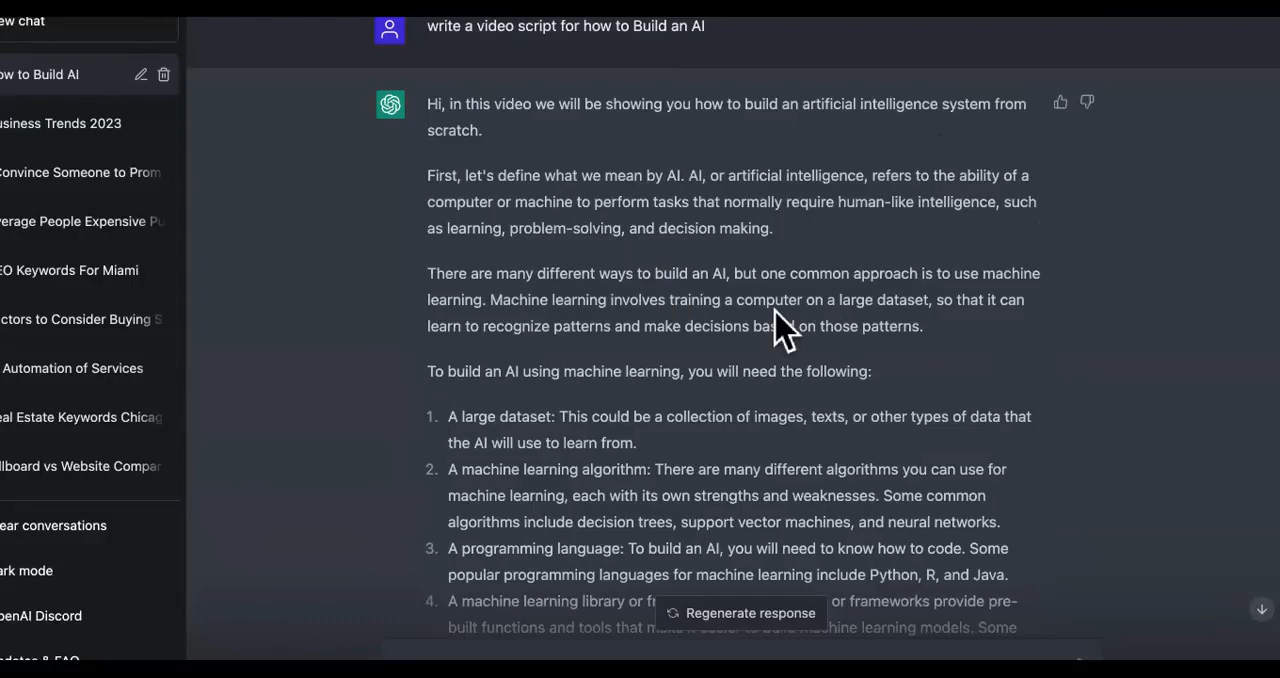 ew chat
ow to Build AI
usiness Trends 2023
Convince Someone to Prom
verage People Expensive Pu
EO Keywords For Miami
ctors to Consider Buying S
Automation of Services
eal Estate Keywords Chicag
llboard vs Website Compar
ear conversations
ark mode
penAI Discord
write a video script for how to Build an AI
Hi, in this video we will be showing you how to build an artificial intelligence system from
scratch.
First, let's define what we mean by AI. AI, or artificial intelligence, refers to the ability of a
computer or machine to perform tasks that normally require human-like intelligence, such
as learning, problem-solving, and decision making.
There are many different ways to build an AI, but one common approach is to use machine
learning. Machine learning involves training a computer on a large dataset, so that it can
learn to recognize patterns and make decisions bas on those patterns.
To build an AI using machine learning, you will need the following:
1. A large dataset: This could be a collection of images, texts, or other types of data that
the AI will use to learn from.
2. A machine learning algorithm: There are many different algorithms you can use for
machine learning, each with its own strengths and weaknesses. Some common
algorithms include decision trees, support vector machines, and neural networks.
3. A programming language: To build an AI, you will need to know how to code. Some
popular programming languages for machine learning include Python, R, and Java.
4. A machine learning library or fr or frameworks provide pre-
built functions and tools that machine learning models. Some
Regenerate response